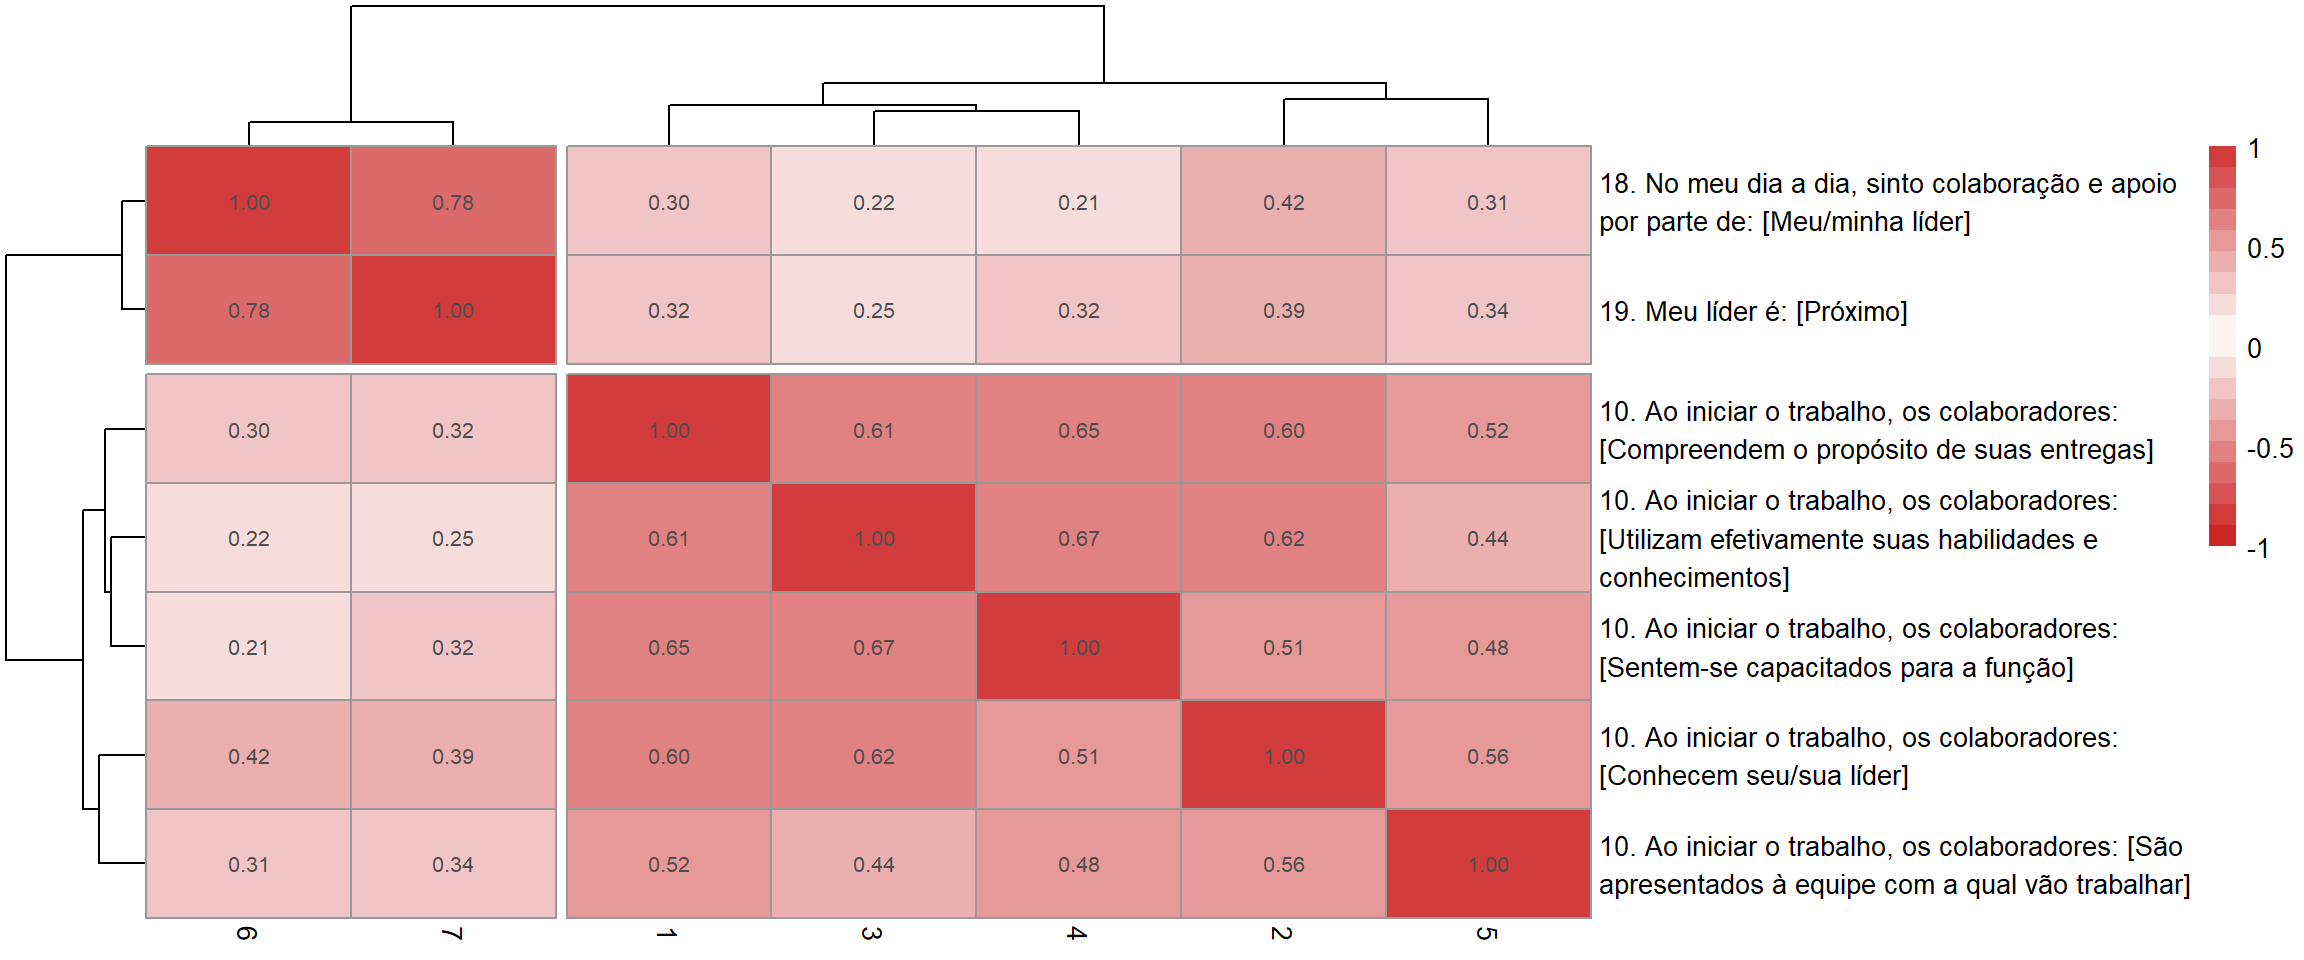 1.00 0.78 0.30 0.22 0.21 0.42 0.31
18. No meu dia a dia, sinto colaboração e apoio
por parte de: [Meu/minha líder]
0.78 1.00 0.32 0.25 0.32 0.39 0.34
19. Meu líder é: [Próximo]
0.30 0.32 1.00 0.61 0.65 0.60 0.52
10. Ao iniciar o trabalho, os colaboradores:
[Compreendem o propósito de suas entregas]
0.22 0.25 0.61 1.00 0.67 0.62 0.44
10. Ao iniciar o trabalho, os colaboradores:
[Utilizam efetivamente suas habilidades e
conhecimentos]
0.21 0.32 0.65 0.67 1.00 0.51 0.48
10. Ao iniciar o trabalho, os colaboradores:
[Sentem-se capacitados para a função]
0.42 0.39 0.60 0.62 0.51 1.00 0.56
10. Ao iniciar o trabalho, os colaboradores:
[Conhecem seu/sua líder]
0.31 0.34 0.52 0.44 0.48 0.56 1.00
10. Ao iniciar o trabalho, os colaboradores: [São
apresentados à equipe com a qual vão trabalhar]
6 7 1 3 4 2 5
1
0.5
0
-0.5
-1